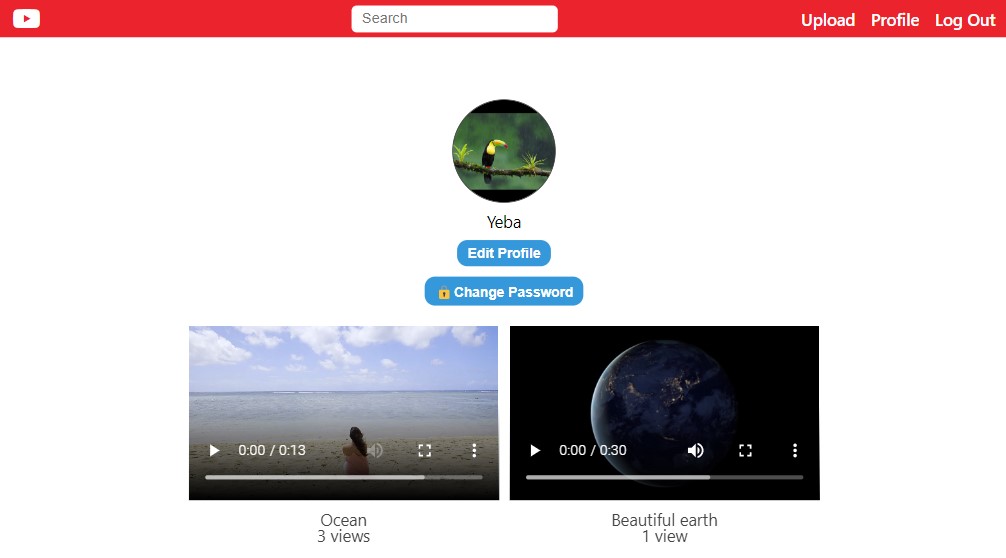 Search
Upload Profile Log Out
Yeba
Edit Profile
🔒 Change Password
0:00 / 0:13
0:00 / 0:30
Ocean
3 views
Beautiful earth
1 view